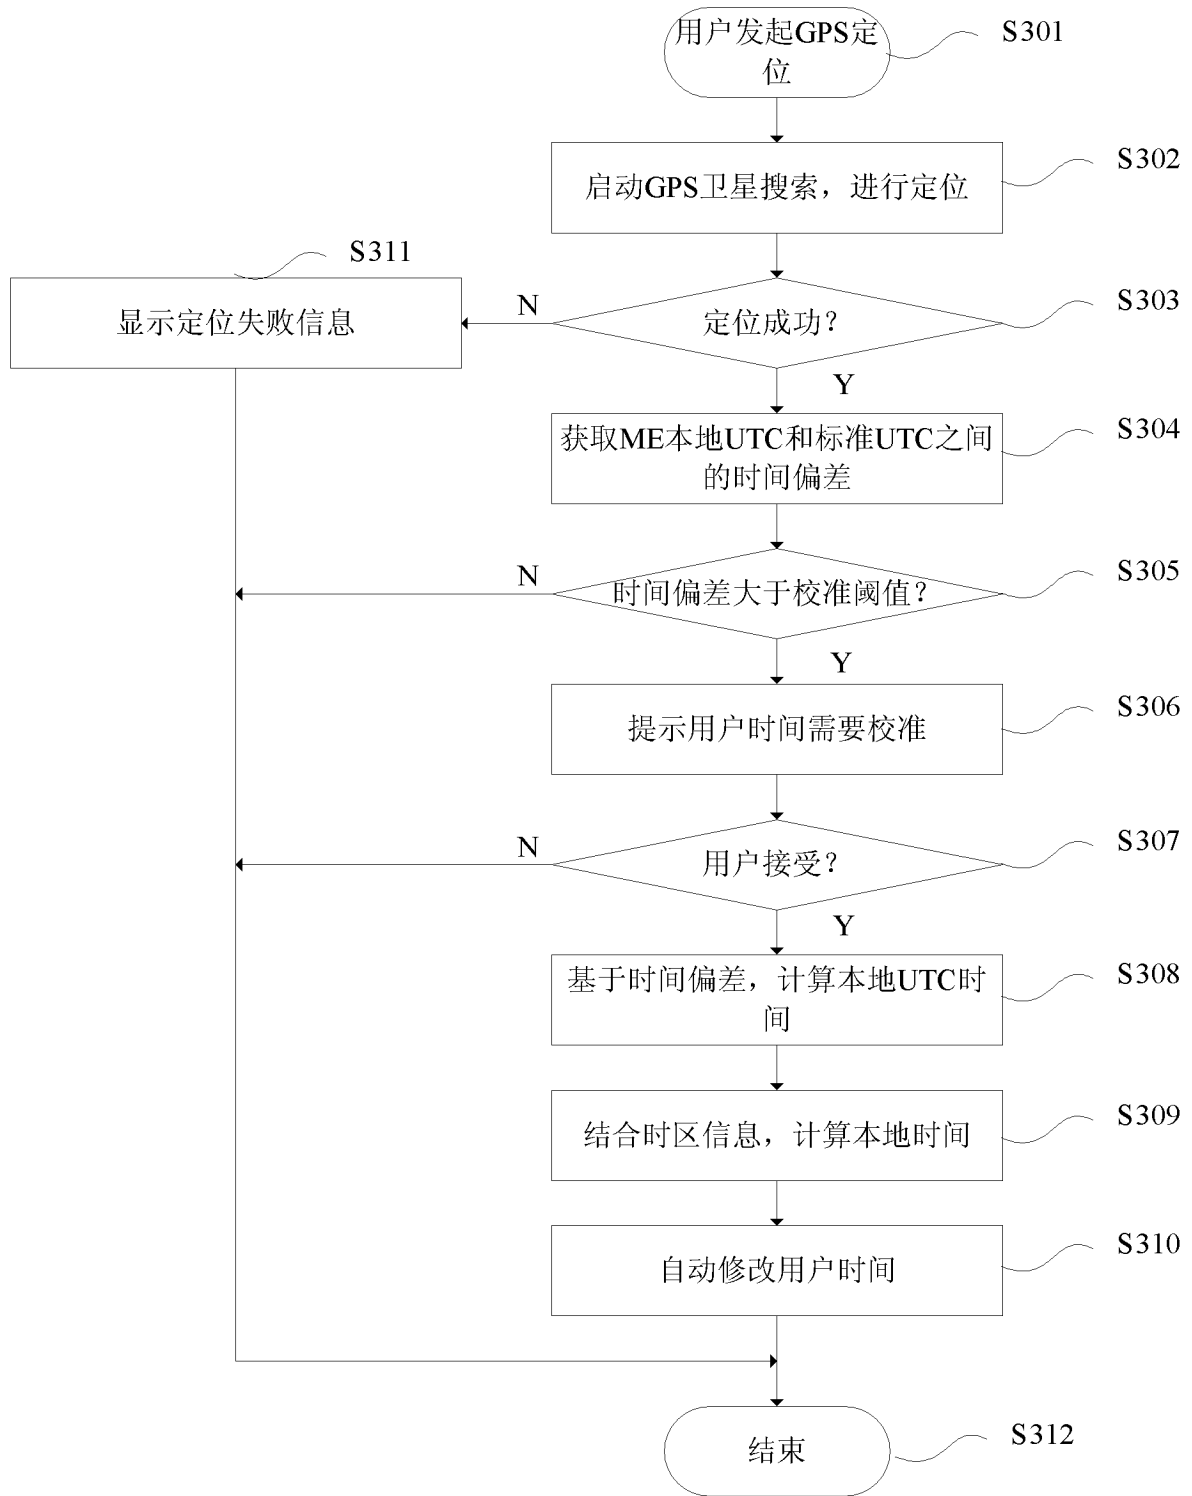 用户发起GPS定
位
S301
启动GPS卫星搜索，进行定位
S302
S311
显示定位失败信息
N
定位成功？
S303
Y
获取ME本地UTC和标准UTC之间
的时间偏差
S304
N
时间偏差大于校准阈值？
S305
Y
提示用户时间需要校准
S306
N
用户接受？
S307
Y
基于时间偏差，计算本地UTC时
间
S308
结合时区信息，计算本地时间
S309
自动修改用户时间
S310
结束
S312